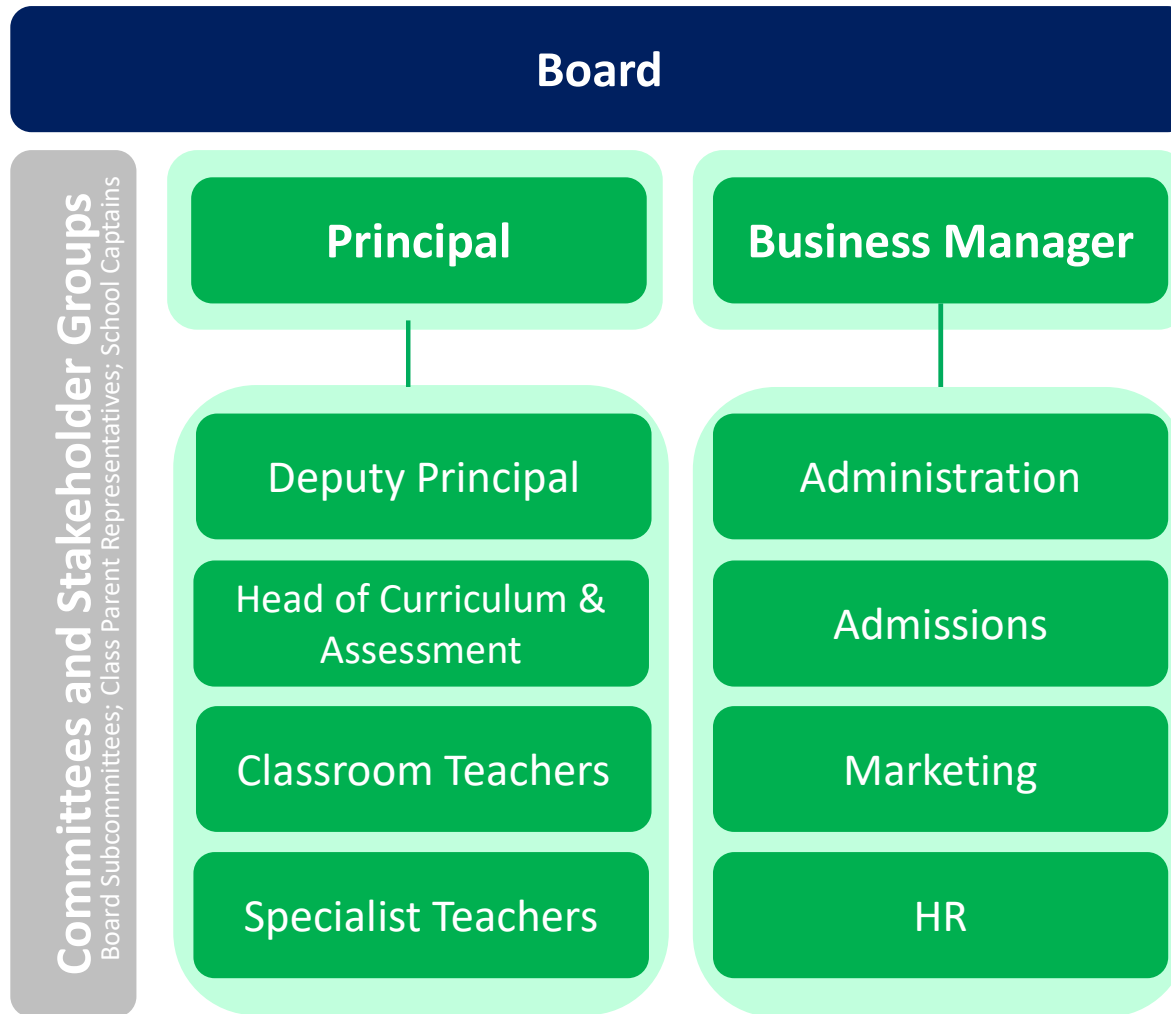 Board
Committees and Stakeholder Groups
Board Subcommittees; Class Parent Representatives; School Captains
Principal
Business Manager
Deputy Principal
Administration
Head of Curriculum &
Assessment
Admissions
Classroom Teachers
Marketing
Specialist Teachers
HR